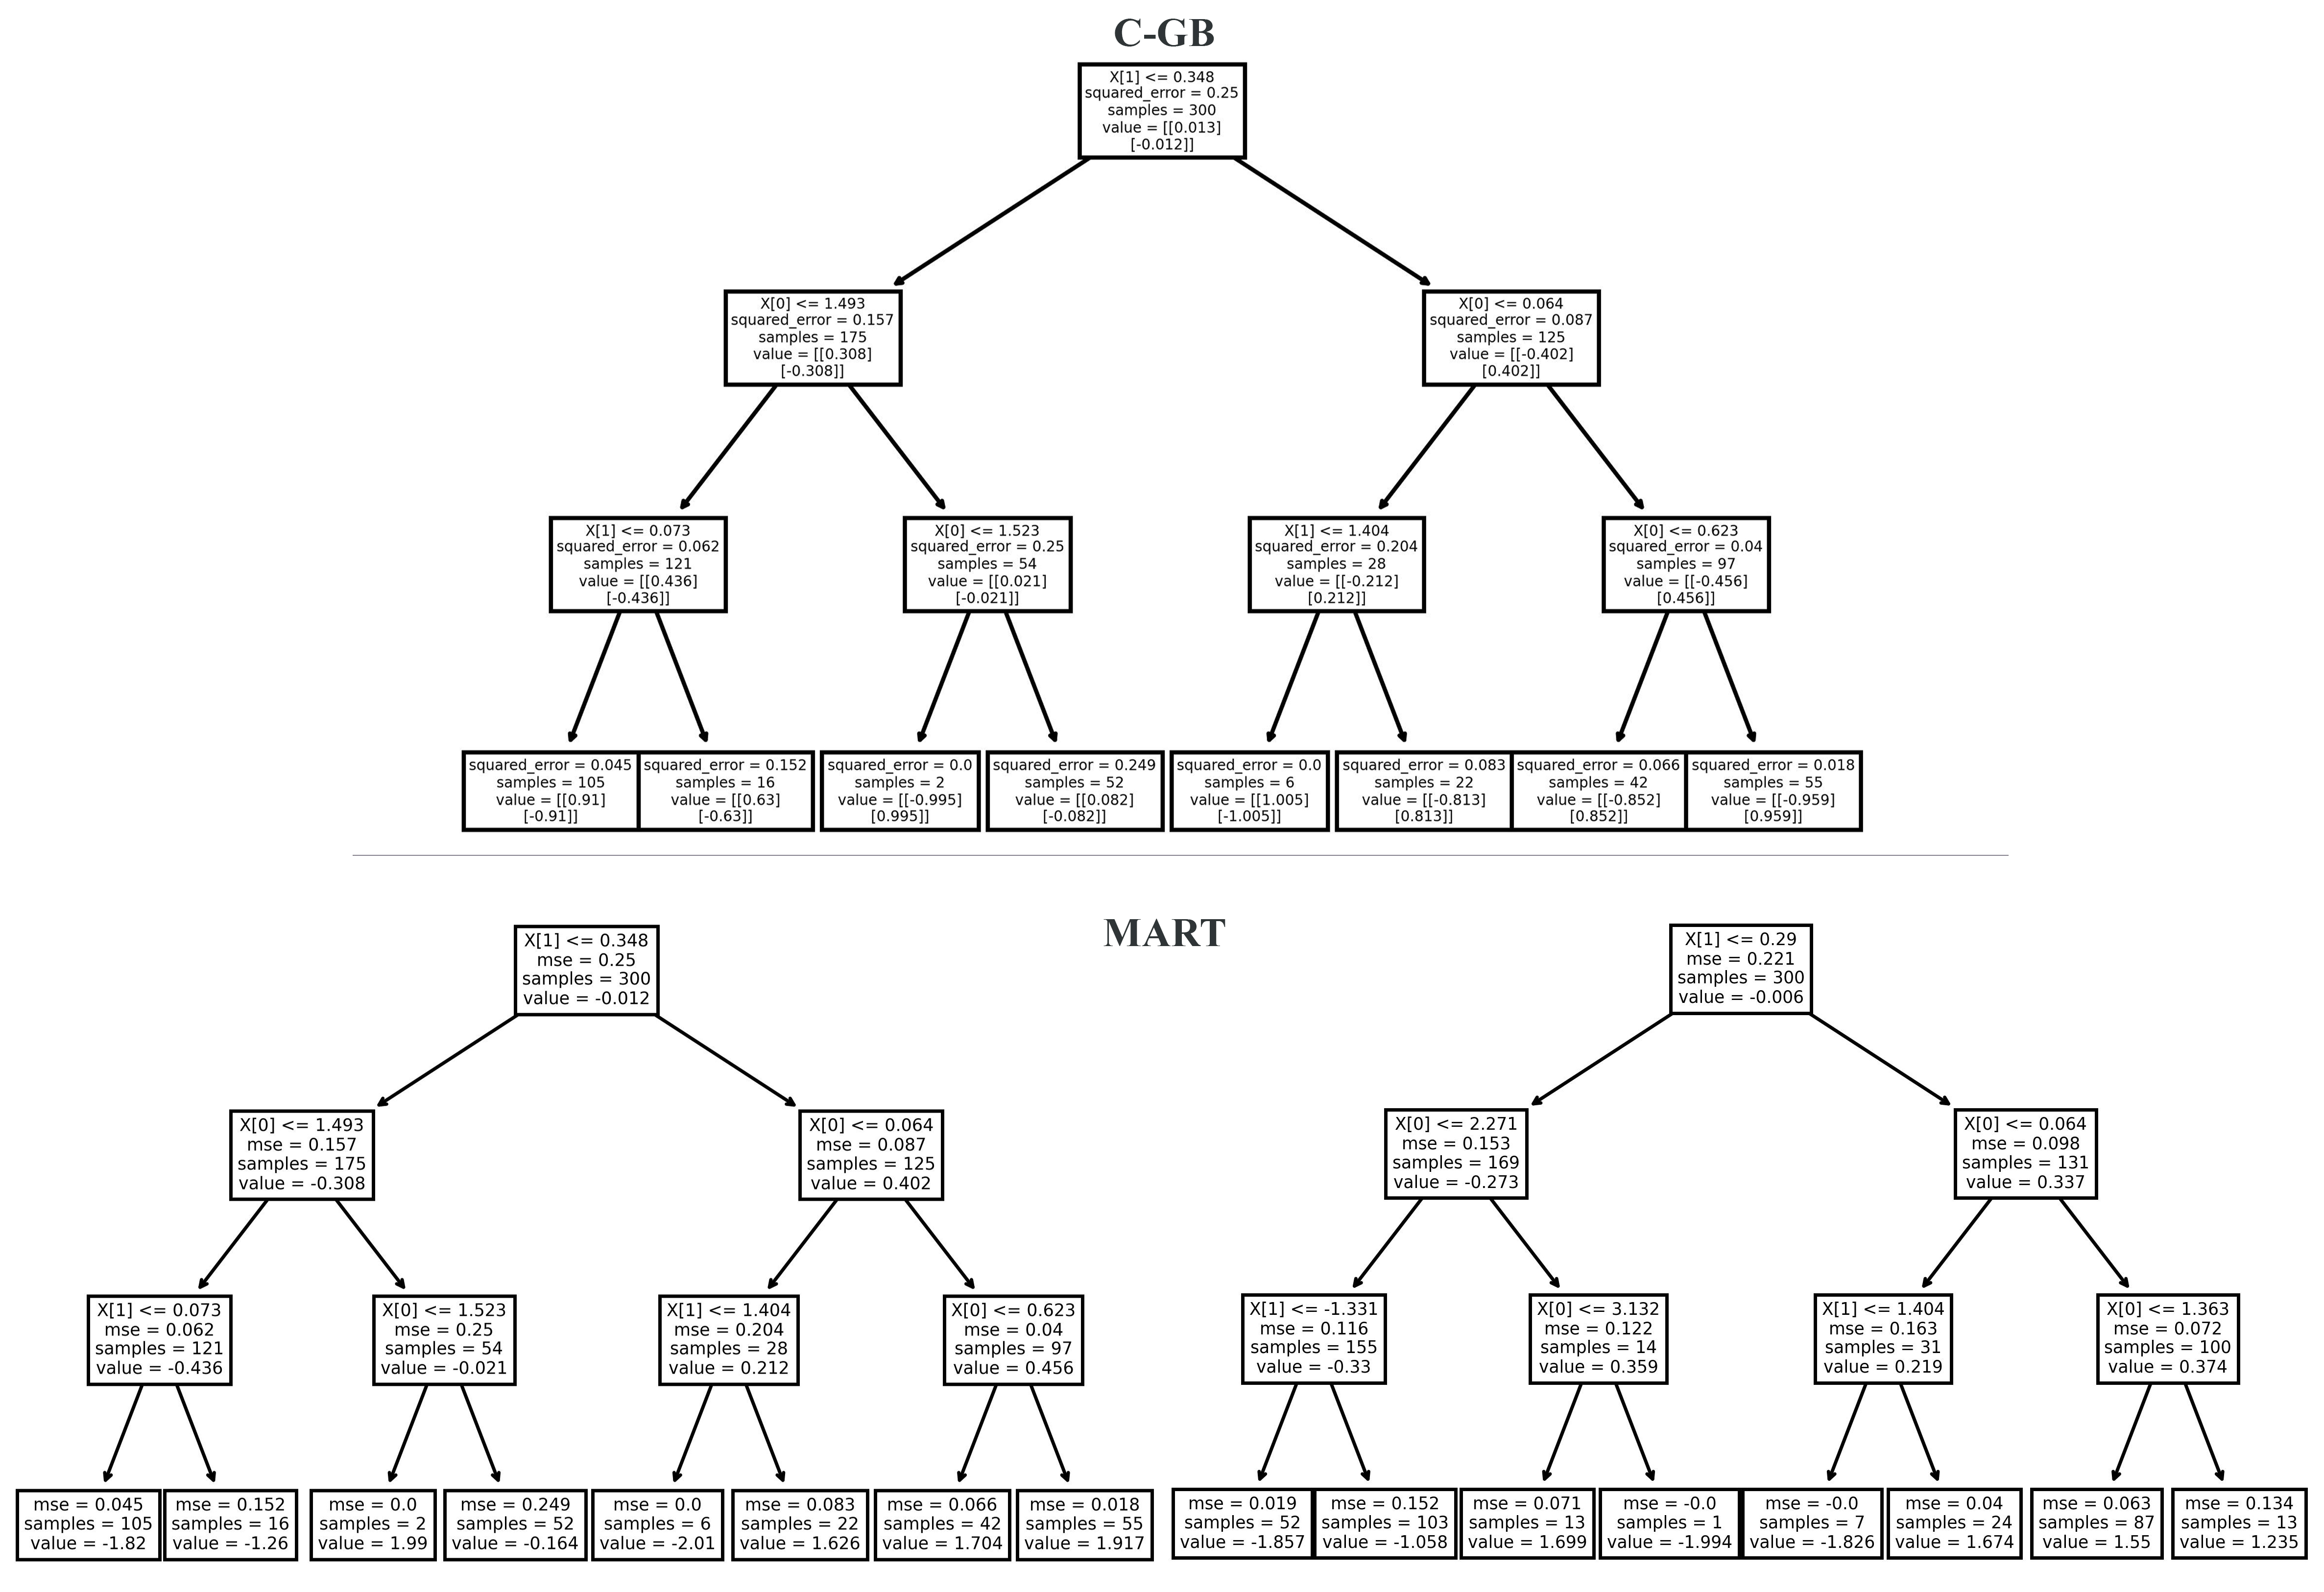 C-GB
X[1] <= 0.348
squared_error = 0.25
samples = 300
value = [[0.013]
[-0.012]]
X[0] <= 1.493
squared_error = 0.157
samples = 175
value = [[0.308]
[-0.308]]
X[0] <= 0.064
squared_error = 0.087
samples = 125
value = [[-0.402]
[0.402]]
X[1] <= 0.073
squared_error = 0.062
samples = 121
value = [[0.436]
[-0.436]]
X[0] <= 1.523
squared_error = 0.25
samples = 54
value = [[0.021]
[-0.021]]
X[1] <= 1.404
squared_error = 0.204
samples = 28
value = [[-0.212]
[0.212]]
X[0] <= 0.623
squared_error = 0.04
samples = 97
value = [[-0.456]
[0.456]]
squared_error = 0.045
samples = 105
value = [[0.91]
[-0.91]]
squared_error = 0.152
samples = 16
value = [[0.63]
[-0.63]]
squared_error = 0.0
samples = 2
value = [[-0.995]
[0.995]]
squared_error = 0.249
samples = 52
value = [[0.082]
[-0.082]]
squared_error = 0.0
samples = 6
value = [[1.005]
[-1.005]]
squared_error = 0.083
samples = 22
value = [[-0.813]
[0.813]]
squared_error = 0.066
samples = 42
value = [[-0.852]
[0.852]]
squared_error = 0.018
samples = 55
value = [[-0.959]
[0.959]]
MART
X[1] <= 0.348
mse = 0.25
samples = 300
value = -0.012
X[0] <= 1.493
mse = 0.157
samples = 175
value = -0.308
X[0] <= 0.064
mse = 0.087
samples = 125
value = 0.402
X[1] <= 0.073
mse = 0.062
samples = 121
value = -0.436
X[0] <= 1.523
mse = 0.25
samples = 54
value = -0.021
X[1] <= 1.404
mse = 0.204
samples = 28
value = 0.212
X[0] <= 0.623
mse = 0.04
samples = 97
value = 0.456
mse = 0.045
samples = 105
value = -1.82
mse = 0.152
samples = 16
value = -1.26
mse = 0.0
samples = 2
value = 1.99
mse = 0.249
samples = 52
value = -0.164
mse = 0.0
samples = 6
value = -2.01
mse = 0.083
samples = 22
value = 1.626
mse = 0.066
samples = 42
value = 1.704
mse = 0.018
samples = 55
value = 1.917
X[1] <= 0.29
mse = 0.221
samples = 300
value = -0.006
X[0] <= 2.271
mse = 0.153
samples = 169
value = -0.273
X[0] <= 0.064
mse = 0.098
samples = 131
value = 0.337
X[1] <= -1.331
mse = 0.116
samples = 155
value = -0.33
X[0] <= 3.132
mse = 0.122
samples = 14
value = 0.359
X[1] <= 1.404
mse = 0.163
samples = 31
value = 0.219
X[0] <= 1.363
mse = 0.072
samples = 100
value = 0.374
mse = 0.019
samples = 52
value = -1.857
mse = 0.152
samples = 103
value = -1.058
mse = 0.071
samples = 13
value = 1.699
mse = -0.0
samples = 1
value = -1.994
mse = -0.0
samples = 7
value = -1.826
mse = 0.04
samples = 24
value = 1.674
mse = 0.063
samples = 87
value = 1.55
mse = 0.134
samples = 13
value = 1.235